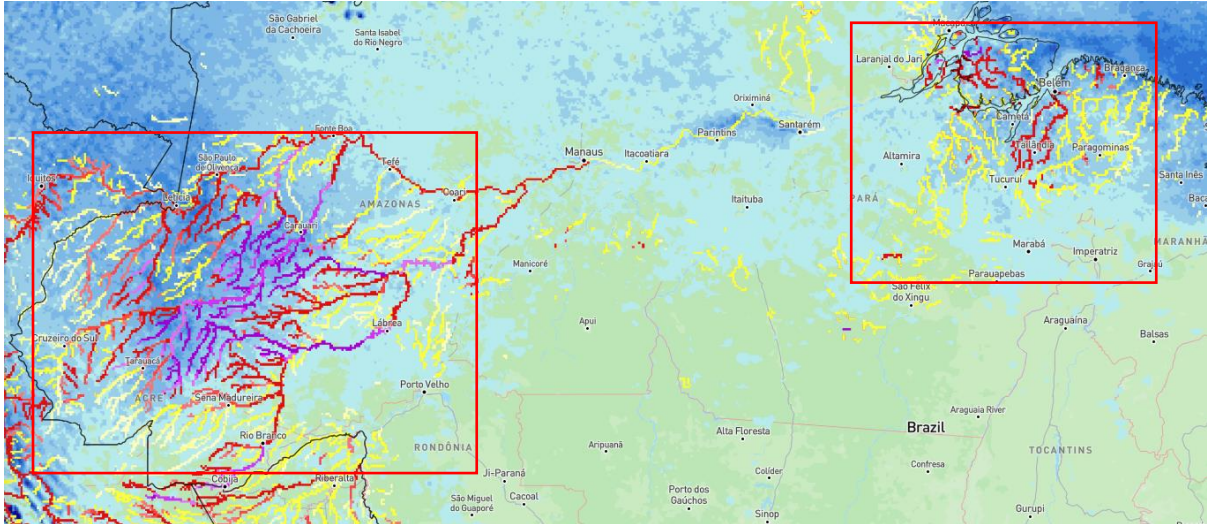 São Gabriel
da Cachoeira
Santa Isabel
do Rio Negro
Macapá
Laranjal do Jari
Bragança
Belém
Oriximiná
Santarém
Parintins
Cametá
Tailândia
Paragominas
Altamira
Tucuruí
Santa Inês
Fonte Boa
São Paulo
de Olivença
Tefé
Manaus
Itacoatiara
Iquitos
Leticia
Coari
AMAZONAS
Itaituba
PARÁ
Carauari
Marabá
Imperatriz
MARANHÃ
Grajaú
Manicoré
Parauapebas
São Félix
do Xingu
Cruzeiro do Sul
Lábrea
Apuí
Araguaína
Balsas
Tarauacá
ACRE
Sena Madureira
Porto Velho
Araguaia River
Rio Branco
RONDÔNIA
Aripuanã
Alta Floresta
Brazil
TOCANTINS
Cobija
Riberalta
Ji-Paraná
Colíder
Confresa
São Miguel
do Guaporé
Cacoal
Porto dos
Gaúchos
Sinop
Gurupi